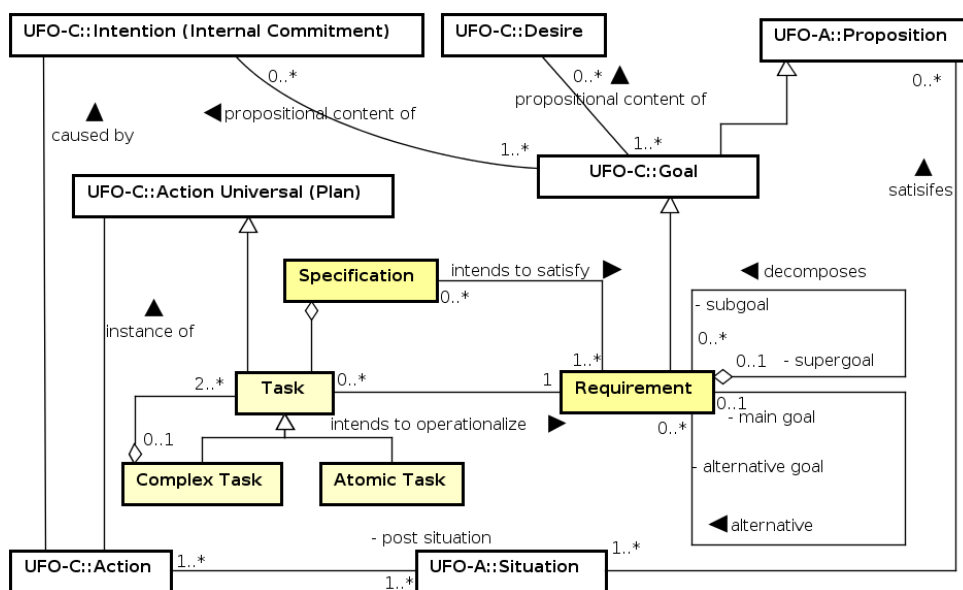 UFO-C::Intention (Internal Commitment)
UFO-C::Desire
UFO-A::Proposition
0..*
0..*
0..*
propositional content of
propositional content of
caused by
1..*
1..*
UFO-C::Goal
UFO-C::Action Universal (Plan)
satisifes
Specification
intends to satisfy
decomposes
0..*
- subgoal
instance of
0..*
1..*
0..1
- supergoal
2..*
Task
0..*
1
Requirement
0..1
intends to operationalize
0..*
- main goal
0..1
Complex Task
Atomic Task
- alternative goal
alternative
- post situation
UFO-C::Action
1..*
1..*
UFO-A::Situation
1..*